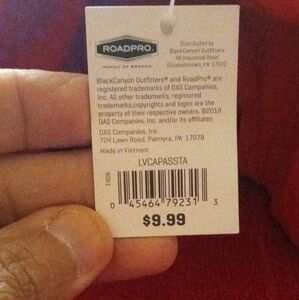 ROADPRO.
FAMILY OF BRANDS
Distributed by
BlackCanyon Outfitters
49 Industrial Road
Elizabethtown, PA 17022
BlackCanyon Outfitters® and RoadPro® are
registered trademarks of DAS Companies,
Inc. All other trademarks, registered
trademarks,copyrights and logos are the
property of their respective owners. ©2019
DAS Companies, Inc. and/or its affiliates
DAS Companies, Inc.
724 Lawn Road, Palmyra, PA 17078
Made in Vietnam
LVCAPASSTA
1906
0 45464 79231 3
$9.99